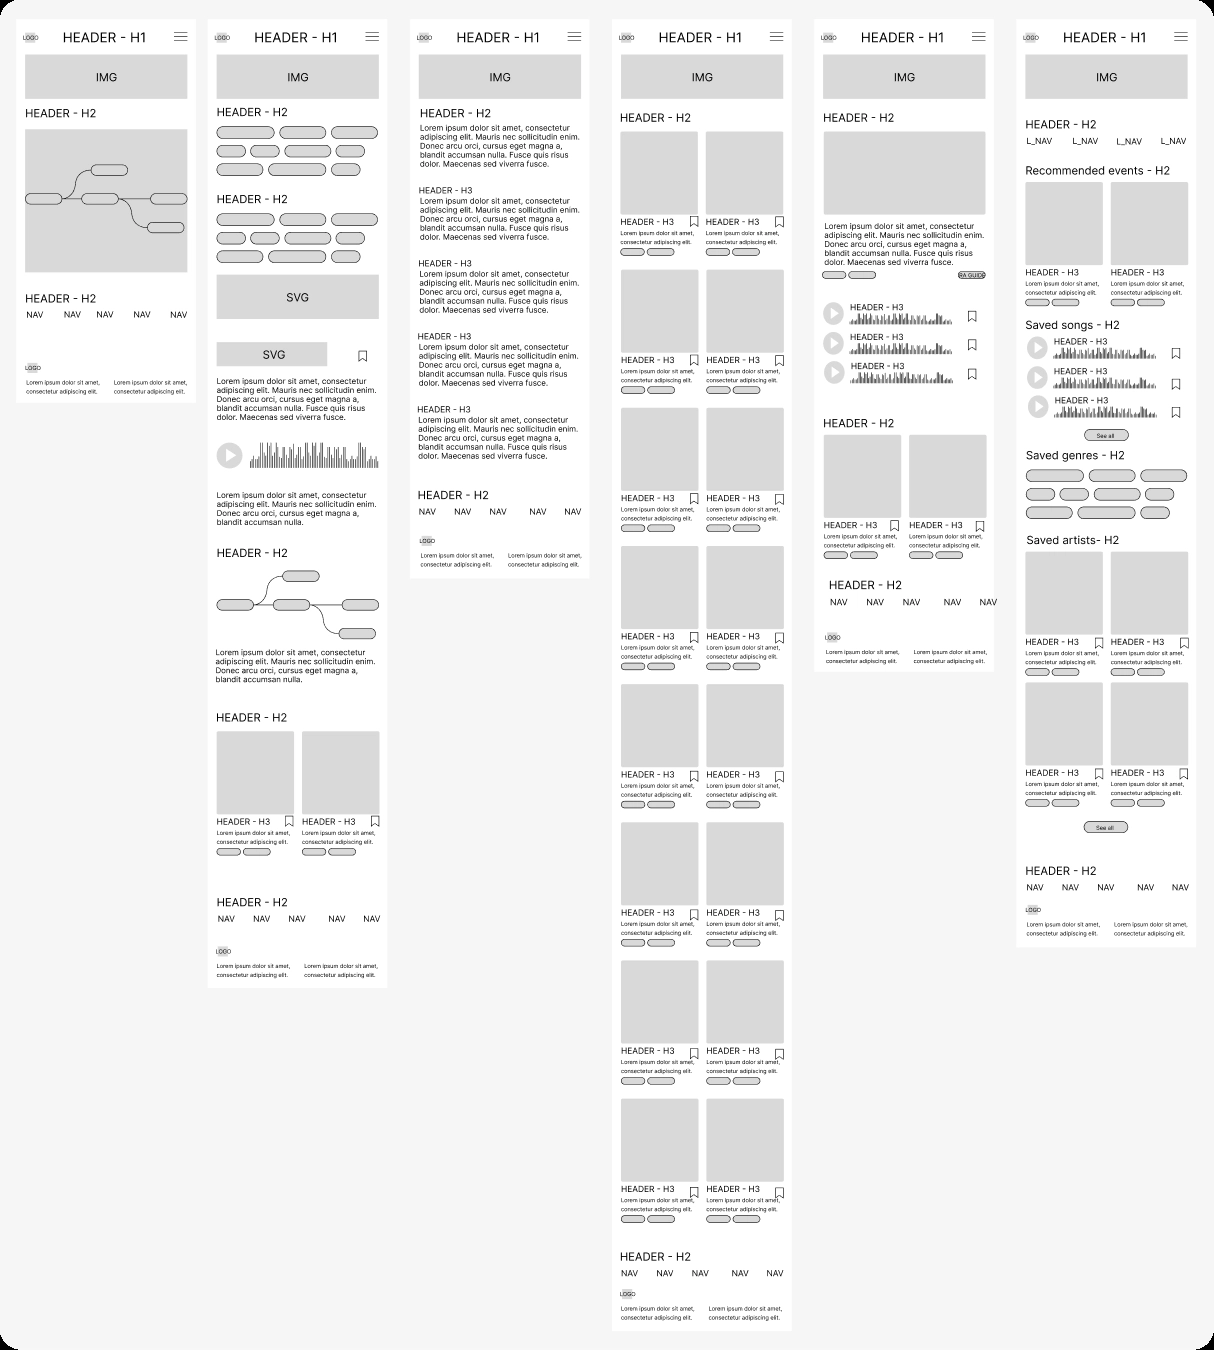 LOGO
HEADER - H1
IMG
HEADER - H2
HEADER - H2
NAV NAV NAV NAV NAV
LOGO
Lorem ipsum dolor sit amet, Lorem ipsum dolor sit amet,
consectetur adipiscing elit. consectetur adipiscing elit.
LOGO
HEADER - H1
IMG
HEADER - H2
HEADER - H2
SVG
SVG
Lorem ipsum dolor sit amet, consectetur
adipiscing elit. Mauris nec sollicitudin enim.
Donec arcu orci, cursus eget magna a,
blandit accumsan nulla. Fusce quis risus
dolor. Maecenas sed viverra fusce.
Lorem ipsum dolor sit amet, consectetur
adipiscing elit. Mauris nec sollicitudin enim.
Donec arcu orci, cursus eget magna a,
blandit accumsan nulla.
HEADER - H2
Lorem ipsum dolor sit amet, consectetur
adipiscing elit. Mauris nec sollicitudin enim.
Donec arcu orci, cursus eget magna a,
blandit accumsan nulla.
HEADER - H2
HEADER - H3 HEADER - H3
Lorem ipsum dolor sit amet, Lorem ipsum dolor sit amet,
consectetur adipiscing elit. consectetur adipiscing elit.
HEADER - H2
NAV NAV NAV NAV NAV
LOGO
Lorem ipsum dolor sit amet, Lorem ipsum dolor sit amet,
consectetur adipiscing elit. consectetur adipiscing elit.
LOGO
HEADER - H1
IMG
HEADER - H2
Lorem ipsum dolor sit amet, consectetur
adipiscing elit. Mauris nec sollicitudin enim.
Donec arcu orci, cursus eget magna a,
blandit accumsan nulla. Fusce quis risus
dolor. Maecenas sed viverra fusce.
HEADER - H3
Lorem ipsum dolor sit amet, consectetur
adipiscing elit. Mauris nec sollicitudin enim.
Donec arcu orci, cursus eget magna a,
blandit accumsan nulla. Fusce quis risus
dolor. Maecenas sed viverra fusce.
HEADER - H3
Lorem ipsum dolor sit amet, consectetur
adipiscing elit. Mauris nec sollicitudin enim.
Donec arcu orci, cursus eget magna a,
blandit accumsan nulla. Fusce quis risus
dolor. Maecenas sed viverra fusce.
HEADER - H3
Lorem ipsum dolor sit amet, consectetur
adipiscing elit. Mauris nec sollicitudin enim.
Donec arcu orci, cursus eget magna a,
blandit accumsan nulla. Fusce quis risus
dolor. Maecenas sed viverra fusce.
HEADER - H3
Lorem ipsum dolor sit amet, consectetur
adipiscing elit. Mauris nec sollicitudin enim.
Donec arcu orci, cursus eget magna a,
blandit accumsan nulla. Fusce quis risus
dolor. Maecenas sed viverra fusce.
HEADER - H2
NAV NAV NAV NAV NAV
LOGO
Lorem ipsum dolor sit amet, Lorem ipsum dolor sit amet,
consectetur adipiscing elit. consectetur adipiscing elit.
LOGO
HEADER - H1
IMG
HEADER - H2
HEADER - H3 HEADER - H3
Lorem ipsum dolor sit amet, Lorem ipsum dolor sit amet,
consectetur adipiscing elit. consectetur adipiscing elit.
HEADER - H3 HEADER - H3
Lorem ipsum dolor sit amet, Lorem ipsum dolor sit amet,
consectetur adipiscing elit. consectetur adipiscing elit.
HEADER - H3 HEADER - H3
Lorem ipsum dolor sit amet, Lorem ipsum dolor sit amet,
consectetur adipiscing elit. consectetur adipiscing elit.
HEADER - H3 HEADER - H3
Lorem ipsum dolor sit amet, Lorem ipsum dolor sit amet,
consectetur adipiscing elit. consectetur adipiscing elit.
HEADER - H3 HEADER - H3
Lorem ipsum dolor sit amet, Lorem ipsum dolor sit amet,
consectetur adipiscing elit. consectetur adipiscing elit.
HEADER - H3 HEADER - H3
Lorem ipsum dolor sit amet, Lorem ipsum dolor sit amet,
consectetur adipiscing elit. consectetur adipiscing elit.
HEADER - H3 HEADER - H3
Lorem ipsum dolor sit amet, Lorem ipsum dolor sit amet,
consectetur adipiscing elit. consectetur adipiscing elit.
HEADER - H3 HEADER - H3
Lorem ipsum dolor sit amet, Lorem ipsum dolor sit amet,
consectetur adipiscing elit. consectetur adipiscing elit.
HEADER - H2
NAV NAV NAV NAV NAV
LOGO
Lorem ipsum dolor sit amet, Lorem ipsum dolor sit amet,
consectetur adipiscing elit. consectetur adipiscing elit.
LOGO
HEADER - H1
IMG
HEADER - H2
Lorem ipsum dolor sit amet, consectetur
adipiscing elit. Mauris nec sollicitudin enim.
Donec arcu orci, cursus eget magna a,
blandit accumsan nulla. Fusce quis risus
dolor. Maecenas sed viverra fusce.
RA GUIDE
HEADER - H3
HEADER - H3
HEADER - H3
HEADER - H2
HEADER - H3 HEADER - H3
Lorem ipsum dolor sit amet, Lorem ipsum dolor sit amet,
consectetur adipiscing elit. consectetur adipiscing elit.
HEADER - H2
NAV NAV NAV NAV NAV
LOGO
Lorem ipsum dolor sit amet, Lorem ipsum dolor sit amet,
consectetur adipiscing elit. consectetur adipiscing elit.
LOGO
HEADER - H1
IMG
HEADER - H2
L_NAV L_NAV L_NAV L_NAV
Recommended events - H2
HEADER - H3 HEADER - H3
Lorem ipsum dolor sit amet, Lorem ipsum dolor sit amet,
consectetur adipiscing elit. consectetur adipiscing elit.
Saved songs - H2
HEADER - H3
HEADER - H3
HEADER - H3
See all
Saved genres - H2
Saved artists- H2
HEADER - H3 HEADER - H3
Lorem ipsum dolor sit amet, Lorem ipsum dolor sit amet,
consectetur adipiscing elit. consectetur adipiscing elit.
HEADER - H3 HEADER - H3
Lorem ipsum dolor sit amet, Lorem ipsum dolor sit amet,
consectetur adipiscing elit. consectetur adipiscing elit.
See all
HEADER - H2
NAV NAV NAV NAV NAV
LOGO
Lorem ipsum dolor sit amet, Lorem ipsum dolor sit amet,
consectetur adipiscing elit. consectetur adipiscing elit.